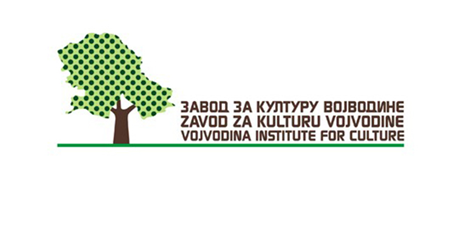 ЗАВОД ЗА КУЛТУРУ ВОЈВОДИНЕ
ZAVOD ZA KULTURU VOJVODINE
VOJVODINA INSTITUTE FOR CULTURE